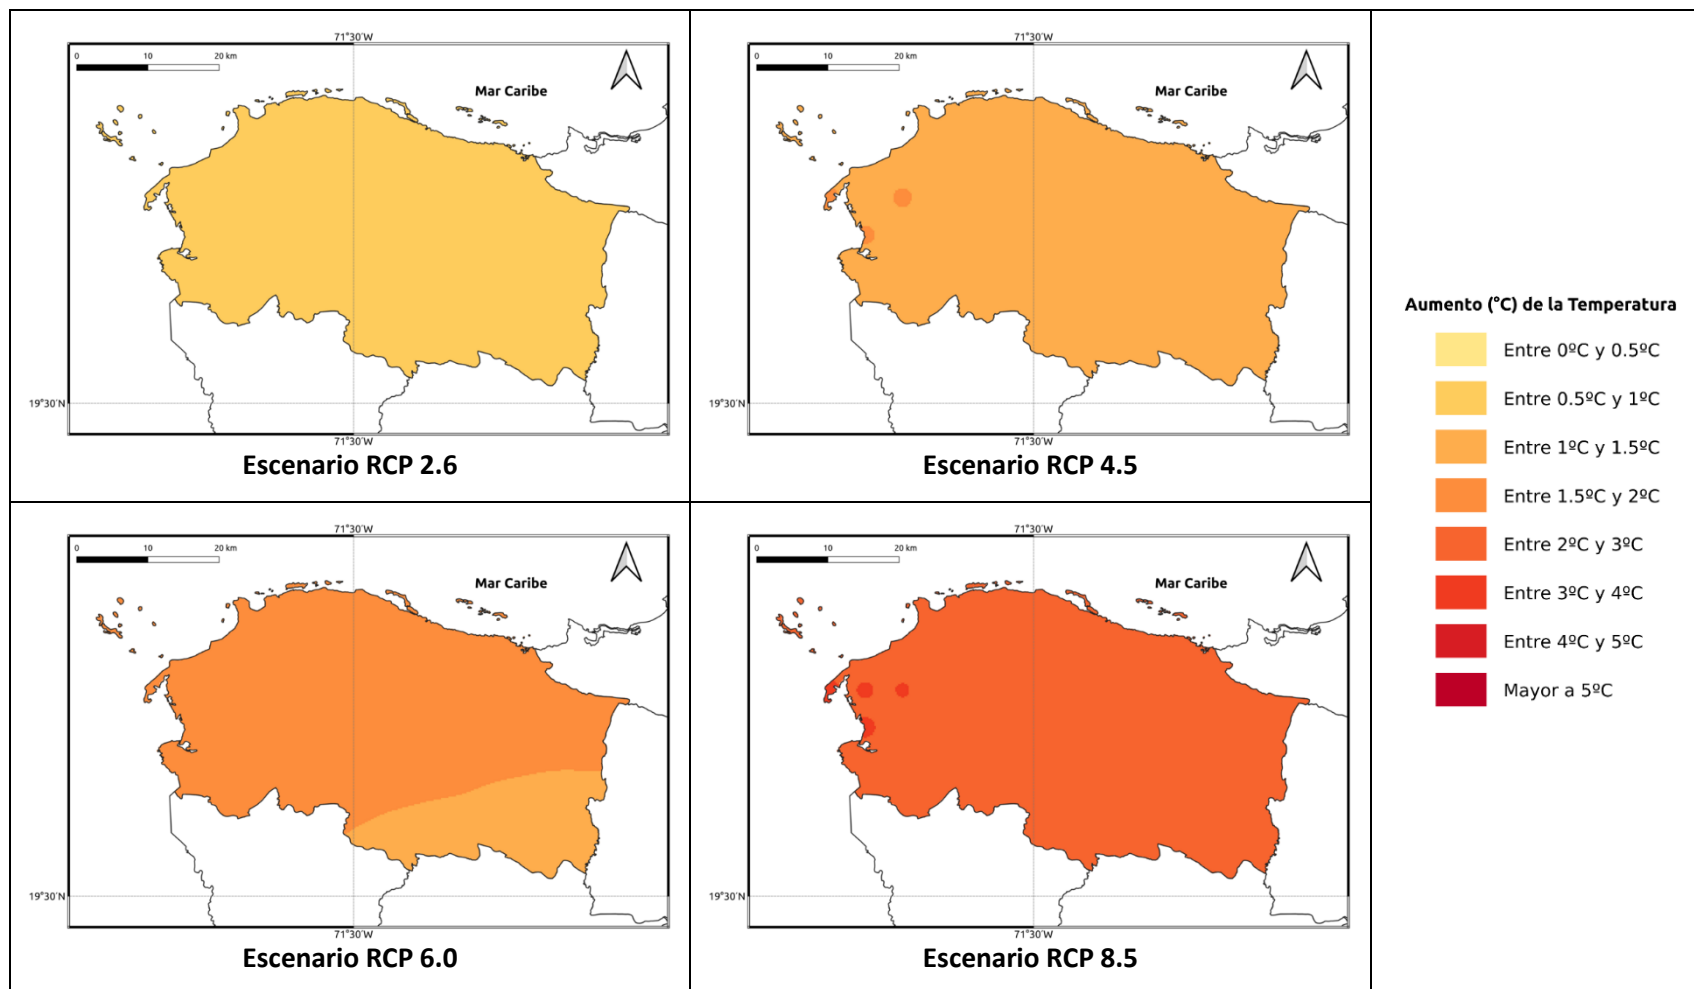 71°30'W
0 10 20 km
Mar Caribe
19°30'N
71°30'W
Escenario RCP 2.6
71°30'W
0 10 20 km
Mar Caribe
19°30'N
71°30'W
Escenario RCP 4.5
71°30'W
0 10 20 km
Mar Caribe
19°30'N
71°30'W
Escenario RCP 6.0
71°30'W
0 10 20 km
Mar Caribe
19°30'N
71°30'W
Escenario RCP 8.5
Aumento (°C) de la Temperatura
Entre 0ºC y 0.5ºC
Entre 0.5ºC y 1ºC
Entre 1ºC y 1.5ºC
Entre 1.5ºC y 2ºC
Entre 2ºC y 3ºC
Entre 3ºC y 4ºC
Entre 4ºC y 5ºC
Mayor a 5ºC